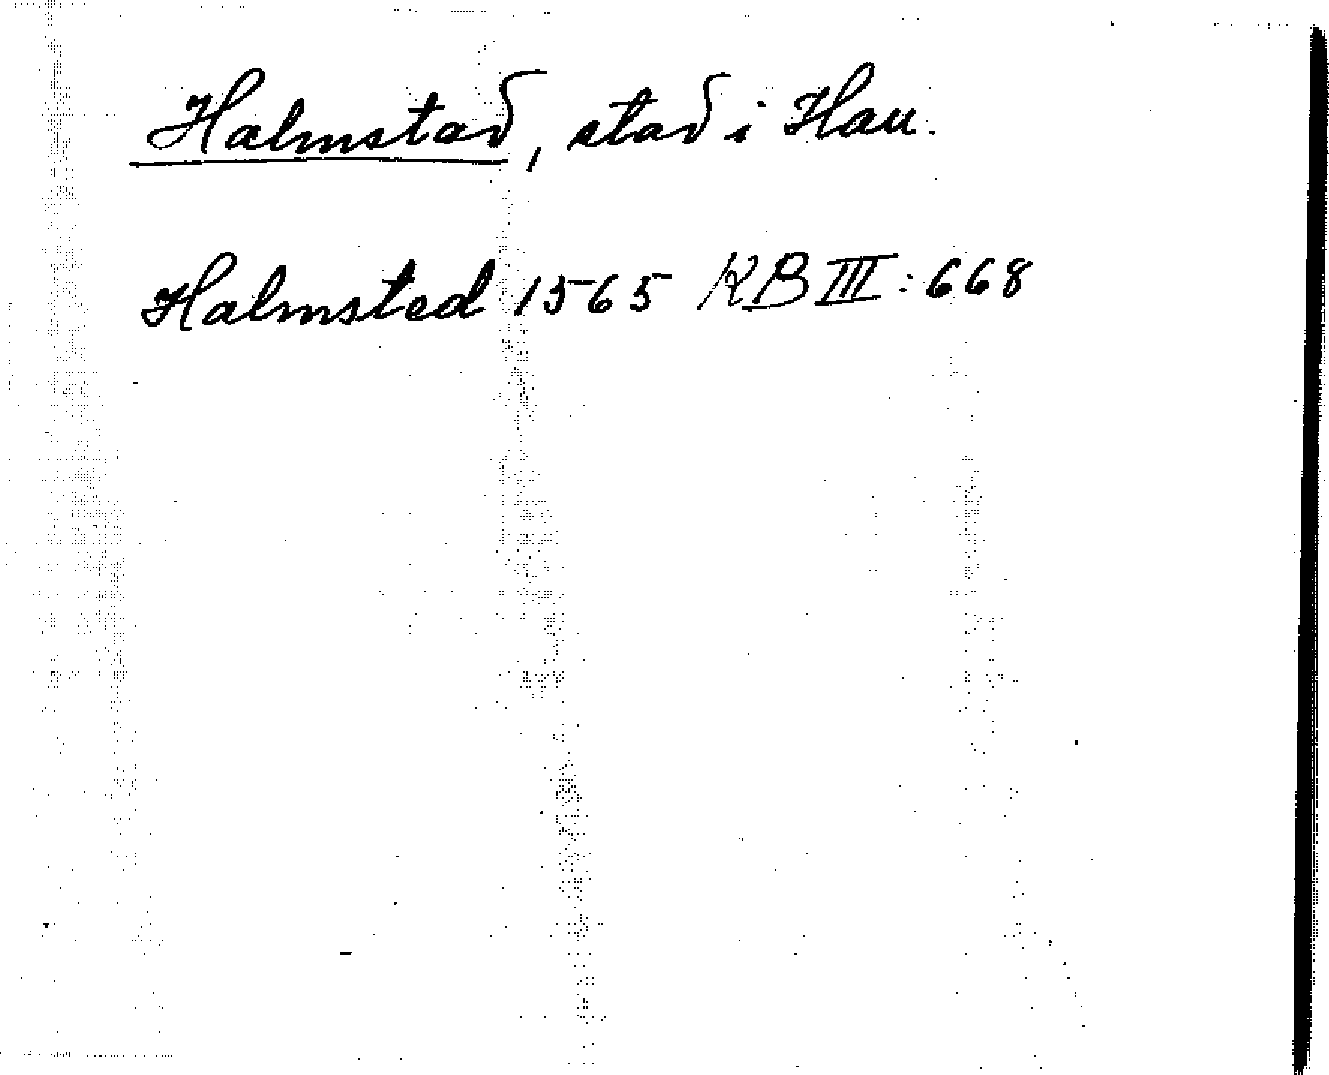 Halmstad, stad i Hall.
Halmsted 1565 KB III: 668